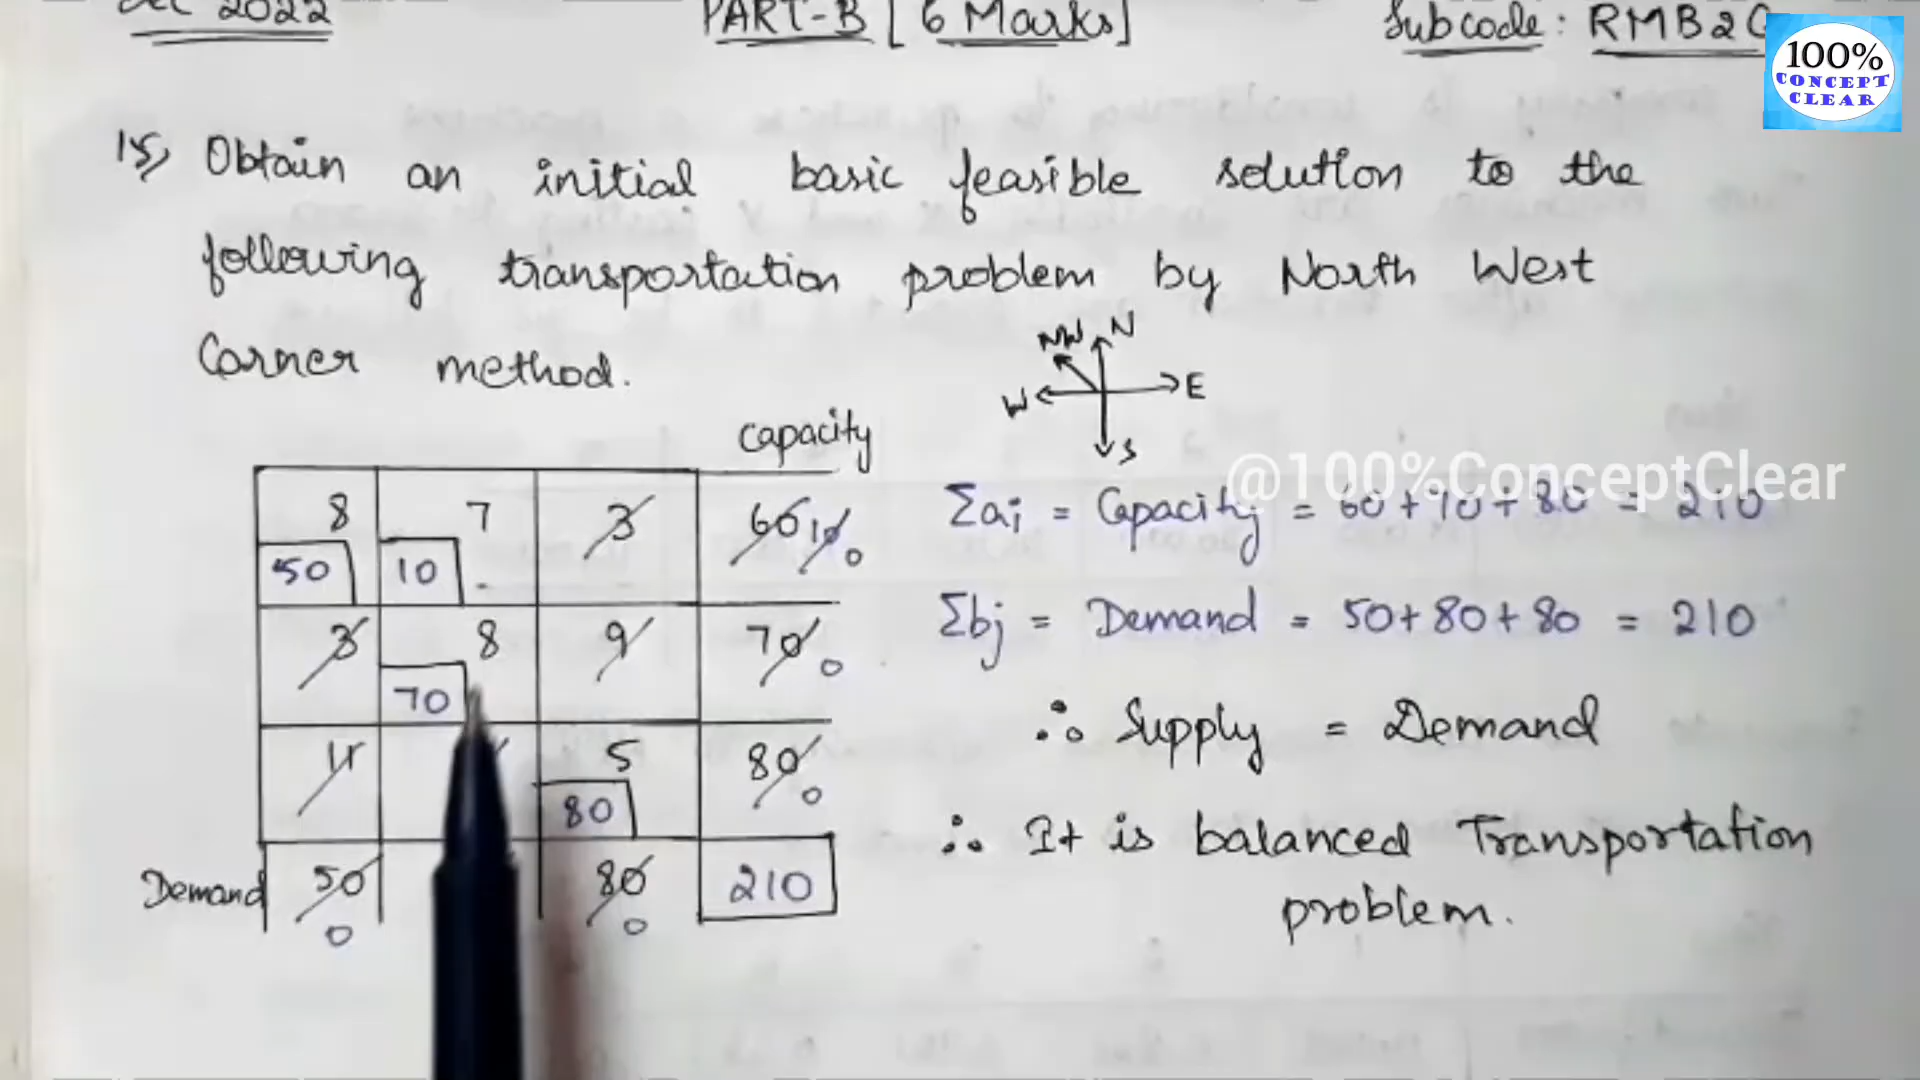 Dec 2022 PART-B [ 6 Marks] Sub code : RMB2
100%
CONCEPT
CLEAR
15, Obtain an initial basic feasible solution to the
following transportation problem by North West
Corner method.
NW N
W E
S
capacity
@100%ConceptClear
8 7 3 60 10 0
50 10
Σai = Capacity = 60+70+80 = 210
3 8 9 70 0
70
Σbj = Demand = 50+80+80 = 210
∴ Supply = Demand
11 5 80 0
80
∴ It is balanced Transportation
problem.
Demand 50 80 210
0 0